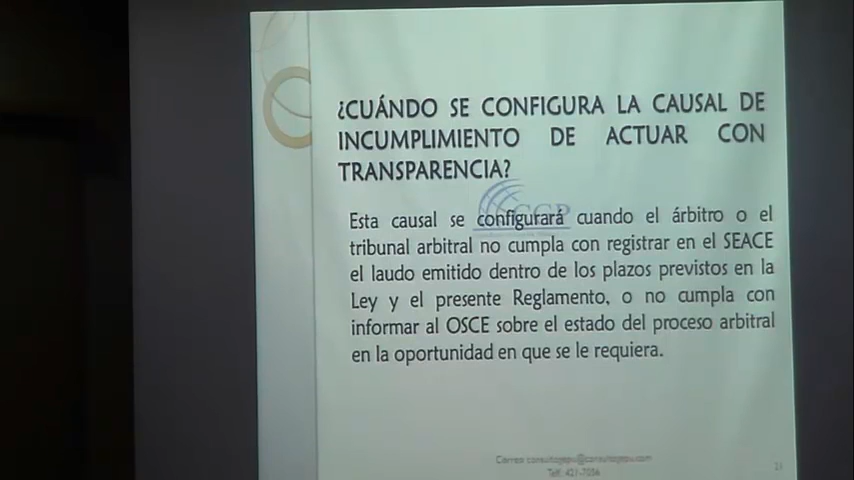 ¿CUÁNDO SE CONFIGURA LA CAUSAL DE
INCUMPLIMIENTO DE ACTUAR CON
TRANSPARENCIA?
Esta causal se configurará cuando el árbitro o el
tribunal arbitral no cumpla con registrar en el SEACE
el laudo emitido dentro de los plazos previstos en la
Ley y el presente Reglamento, o no cumpla con
informar al OSCE sobre el estado del proceso arbitral
en la oportunidad en que se le requiera.
Telf: 421-7056